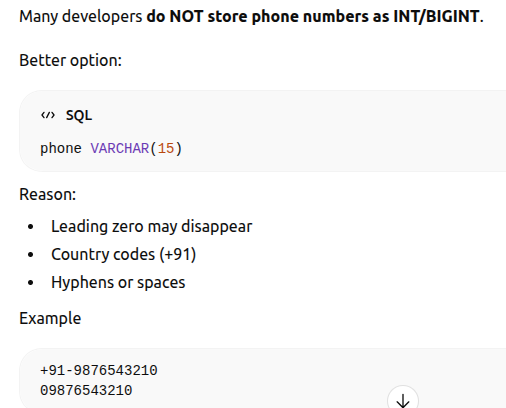 Many developers do NOT store phone numbers as INT/BIGINT.
Better option:
</> SQL
phone VARCHAR(15)
Reason:
• Leading zero may disappear
• Country codes (+91)
• Hyphens or spaces
Example
+91-9876543210
09876543210